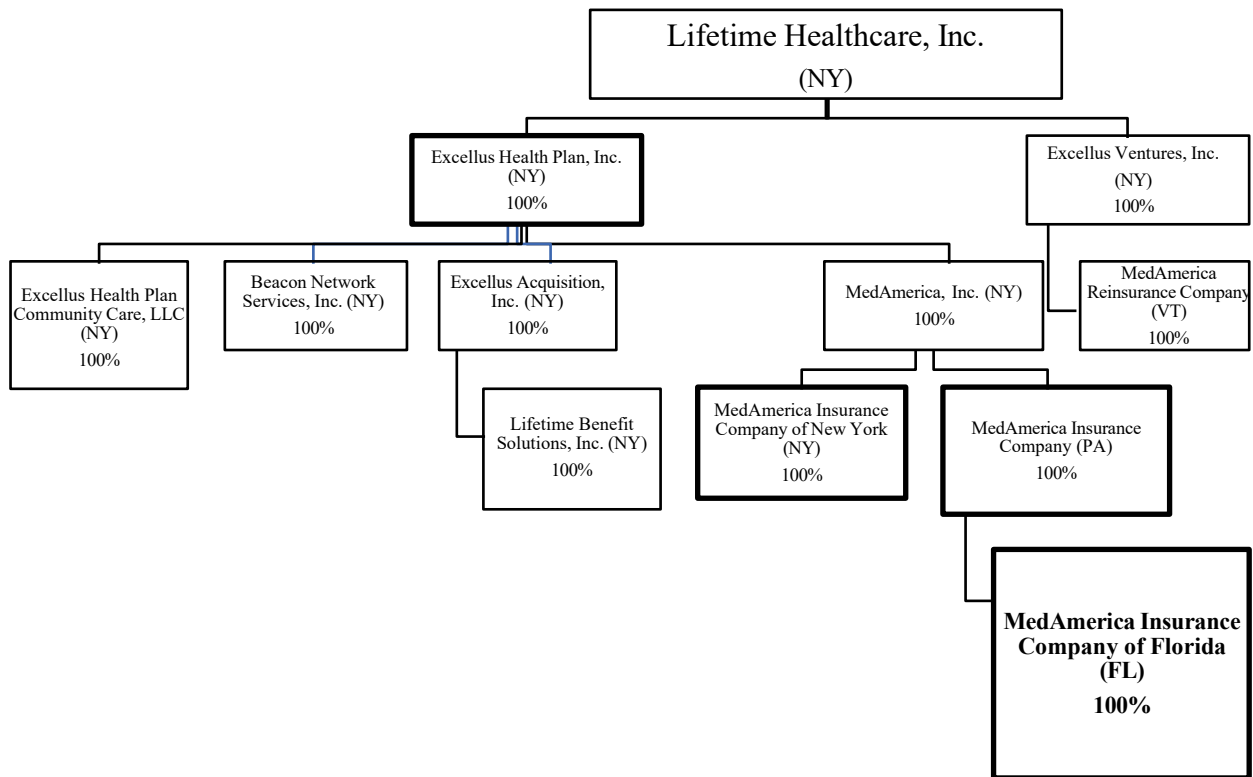 Lifetime Healthcare, Inc.
(NY)
Excellus Health Plan, Inc.
(NY)
100%
Excellus Ventures, Inc.
(NY)
100%
Excellus Health Plan
Community Care, LLC
(NY)
100%
Beacon Network
Services, Inc. (NY)
100%
Excellus Acquisition,
Inc. (NY)
100%
MedAmerica, Inc. (NY)
100%
MedAmerica
Reinsurance Company
(VT)
100%
Lifetime Benefit
Solutions, Inc. (NY)
100%
MedAmerica Insurance
Company of New York
(NY)
100%
MedAmerica Insurance
Company (PA)
100%
MedAmerica Insurance
Company of Florida
(FL)
100%